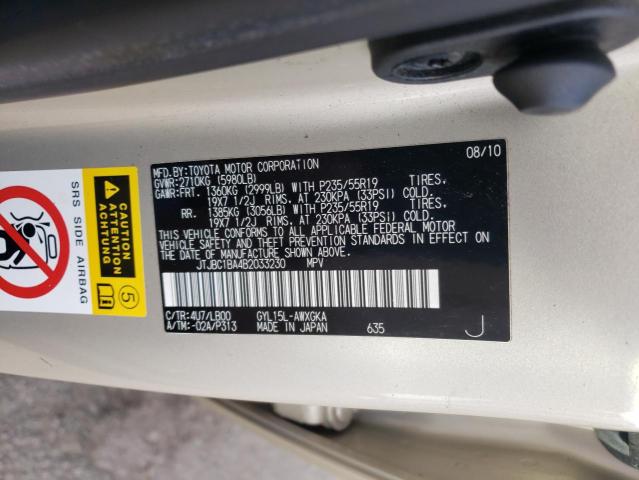 08/10
MFD.BY:TOYOTA MOTOR CORPORATION
GVWR:2710KG (5980LB)
GAWR:FRT. 1360KG (2999LB) WITH P235/55R19 TIRES.
19X7 1/2J RIMS. AT 230KPA (33PSI) COLD.
RR. 1385KG (3056LB) WITH P235/55R19 TIRES.
19X7 1/2J RIMS. AT 230KPA (33PSI) COLD.
THIS VEHICLE CONFORMS TO ALL APPLICABLE FEDERAL MOTOR
VEHICLE SAFETY AND THEFT PREVENTION STANDARDS IN EFFECT ON
THE DATE OF MANUFACTURE SHOWN ABOVE.
JTJBC1BA4B2033230 MPV
C/TR:4U7/LB00 GYL15L-AWXGKA
A/TM:-02A/P313 MADE IN JAPAN 635 J
SRS SIDE AIRBAG
CAUTION
ATTENTION
ACHTUNG
5